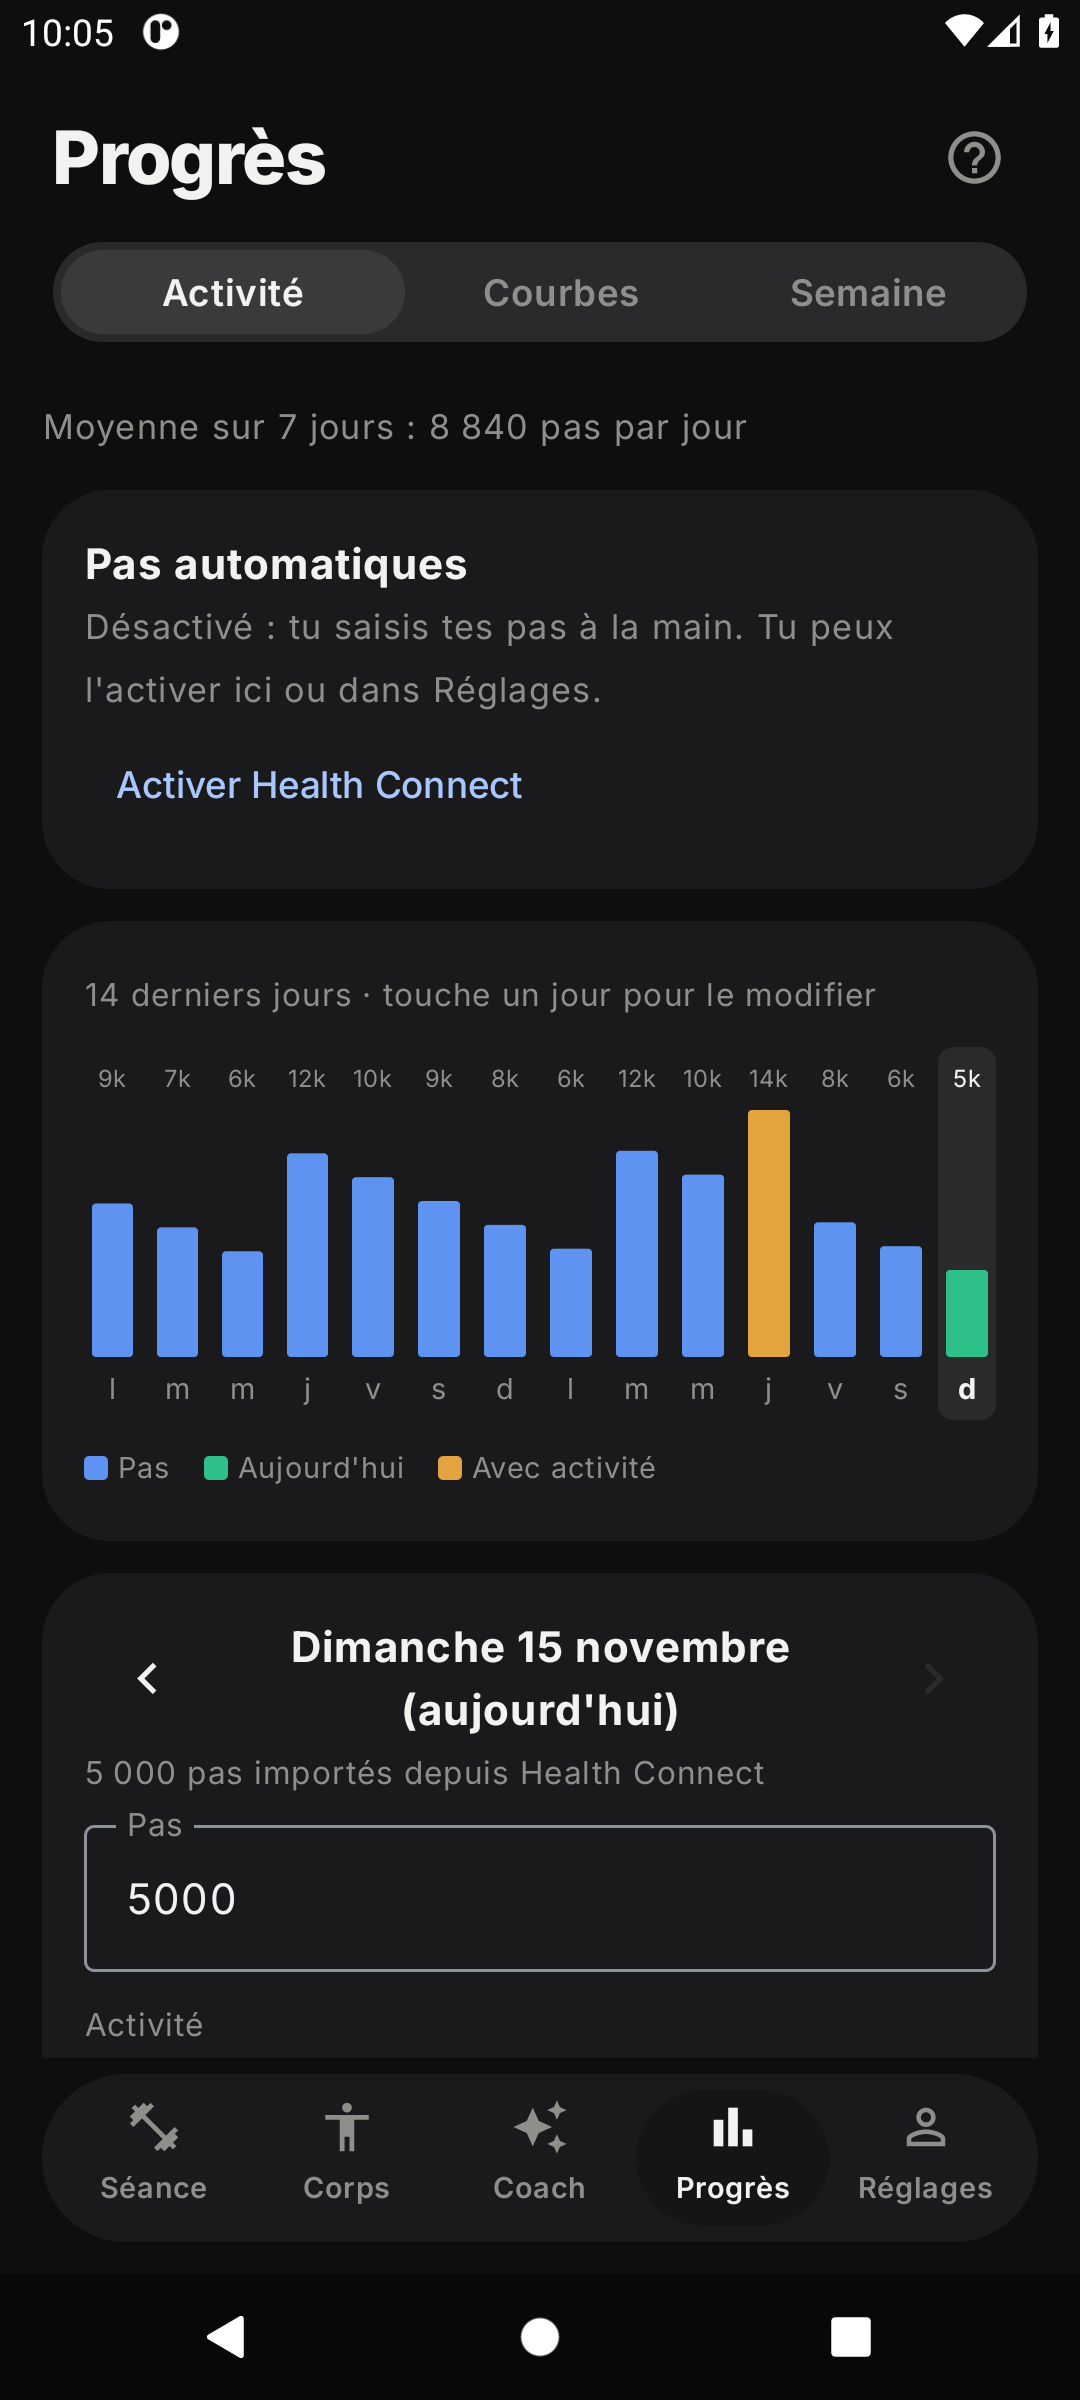 10:05
Progrès
Activité Courbes Semaine
Moyenne sur 7 jours : 8 840 pas par jour
Pas automatiques
Désactivé : tu saisis tes pas à la main. Tu peux
l'activer ici ou dans Réglages.
Activer Health Connect
14 derniers jours · touche un jour pour le modifier
9k 7k 6k 12k 10k 9k 8k 6k 12k 10k 14k 8k 6k 5k
l m m j v s d l m m j v s d
Pas Aujourd'hui Avec activité
Dimanche 15 novembre
(aujourd'hui)
5 000 pas importés depuis Health Connect
Pas
5000
Activité
Séance Corps Coach Progrès Réglages